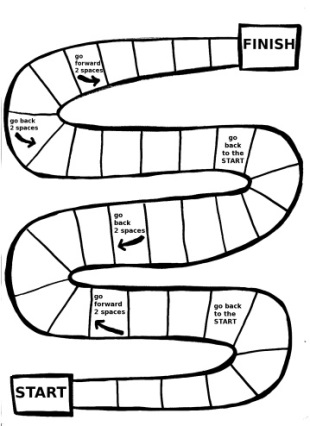 FINISH
go
forward
2 spaces
go back
2 spaces
go
back
to the
START
go
back
2 spaces
go
forward
2 spaces
go back
to the
START
START